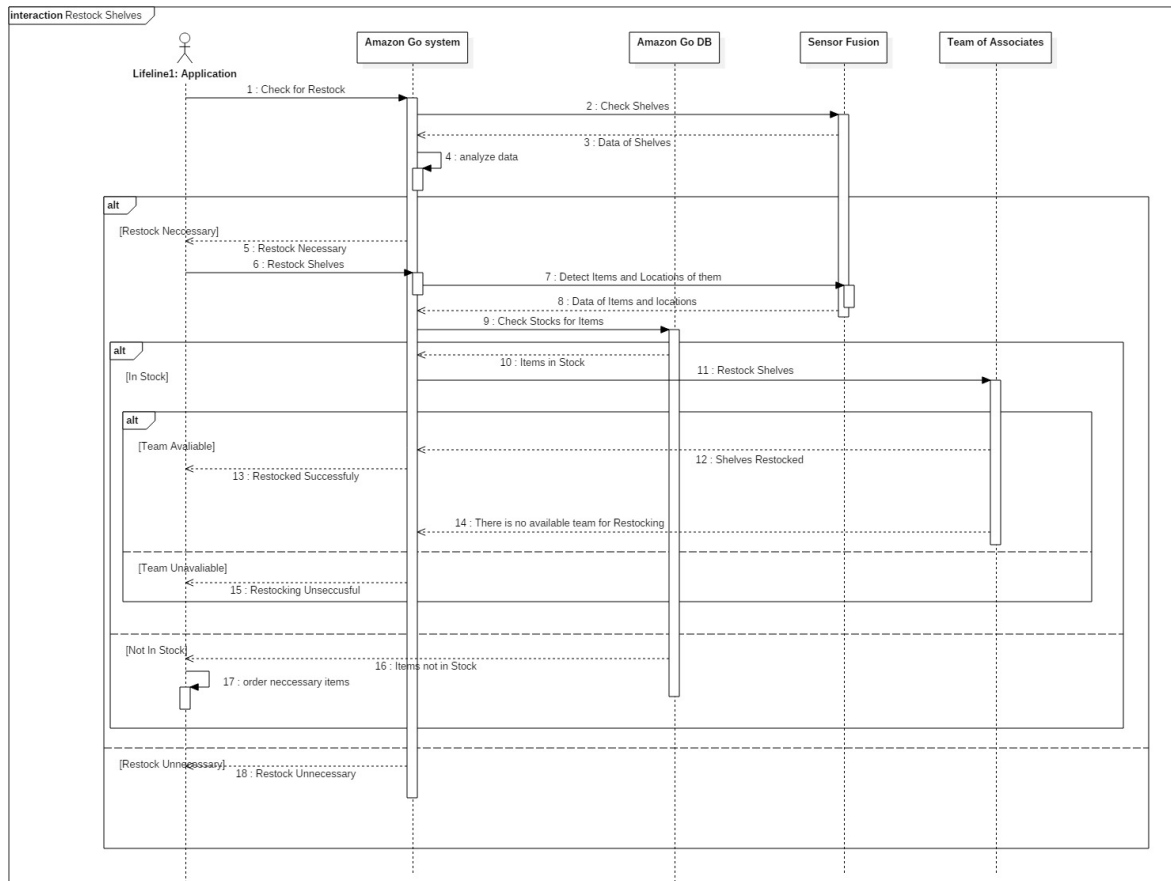 interaction Restock Shelves
Amazon Go system
Amazon Go DB
Sensor Fusion
Team of Associates
Lifeline1: Application
1 : Check for Restock
2 : Check Shelves
3 : Data of Shelves
4 : analyze data
alt
[Restock Neccessary]
5 : Restock Necessary
6 : Restock Shelves
7 : Detect Items and Locations of them
8 : Data of Items and locations
9 : Check Stocks for Items
alt
10 : Items in Stock
[In Stock]
11 : Restock Shelves
alt
[Team Avaliable]
12 : Shelves Restocked
13 : Restocked Successfuly
14 : There is no available team for Restocking
[Team Unavaliable]
15 : Restocking Unseccusful
[Not In Stock]
16 : Items not in Stock
17 : order neccessary items
[Restock Unnecessary]
18 : Restock Unnecessary